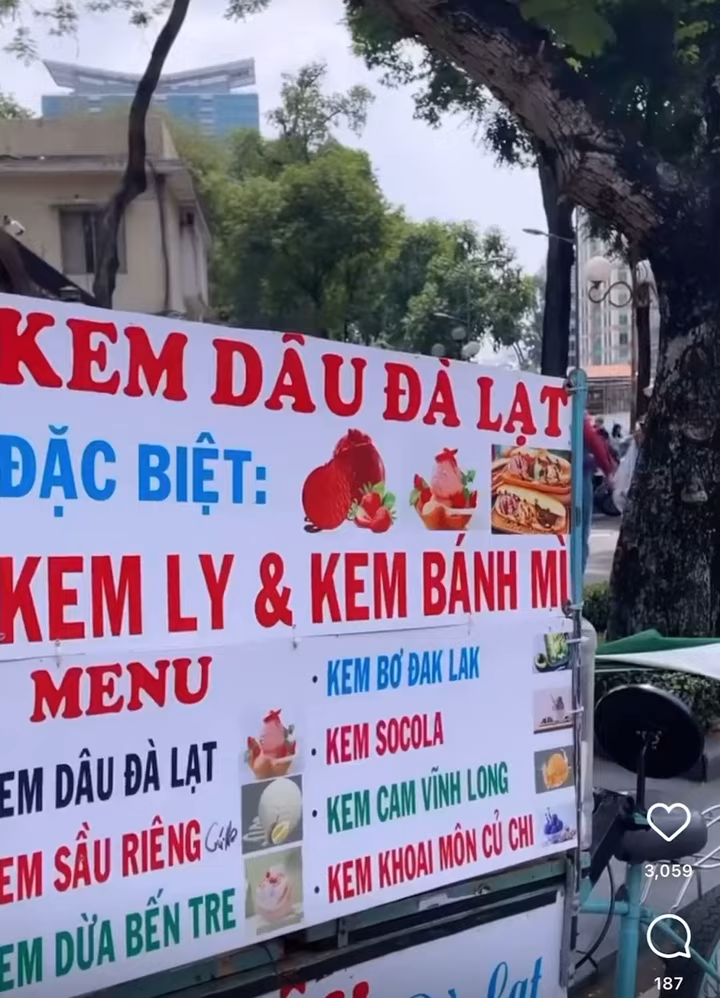 KEM DÂU ĐÀ LẠT
ĐẶC BIỆT:
KEM LY & KEM BÁNH MÌ
MENU
EM DÂU ĐÀ LẠT
EM SẦU RIÊNG
EM DỪA BẾN TRE
· KEM BƠ ĐAK LAK
· KEM SOCOLA
· KEM CAM VĨNH LONG
· KEM KHOAI MÔN CỦ CHI
Đà Lạt
3,059
187